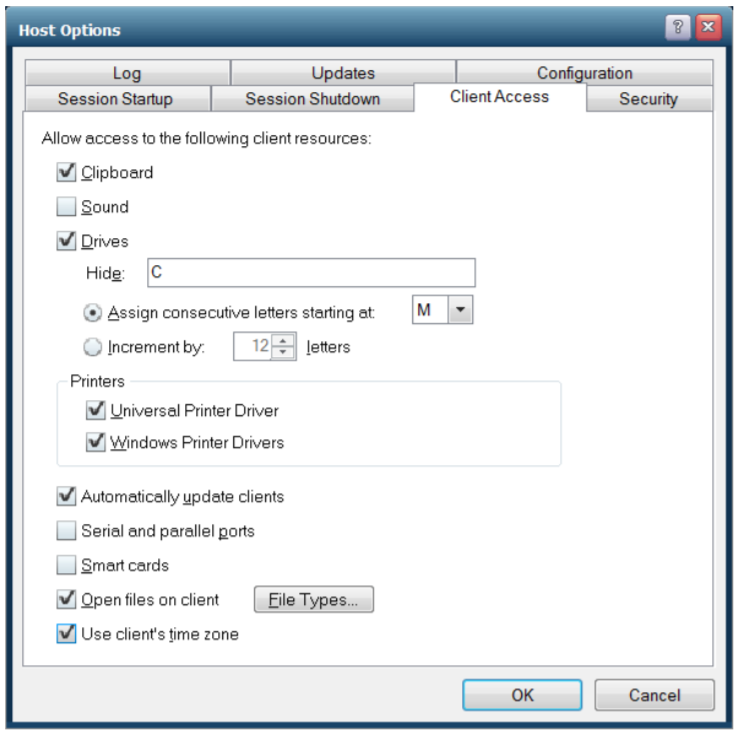 Host Options
Log Updates Configuration
Session Startup Session Shutdown Client Access Security
Allow access to the following client resources:
Clipboard
Sound
Drives
Hide: C
Assign consecutive letters starting at: M
Increment by: 12 letters
Printers
Universal Printer Driver
Windows Printer Drivers
Automatically update clients
Serial and parallel ports
Smart cards
Open files on client File Types...
Use client's time zone
OK Cancel